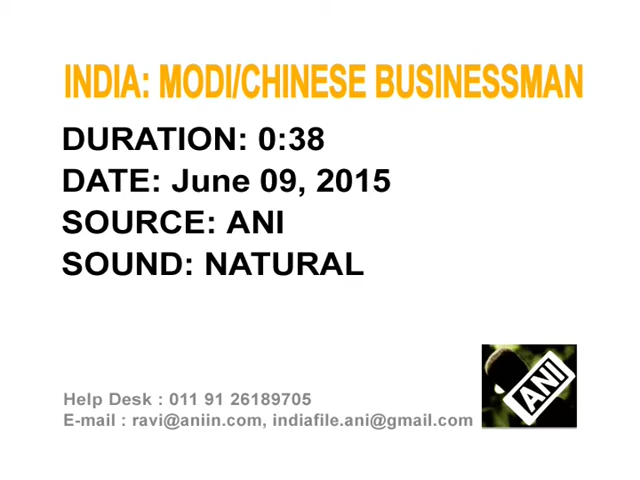 INDIA: MODI/CHINESE BUSINESSMAN
DURATION: 0:38
DATE: June 09, 2015
SOURCE: ANI
SOUND: NATURAL
ANI
Help Desk : 011 91 26189705
E-mail : ravi@aniin.com, indiafile.ani@gmail.com